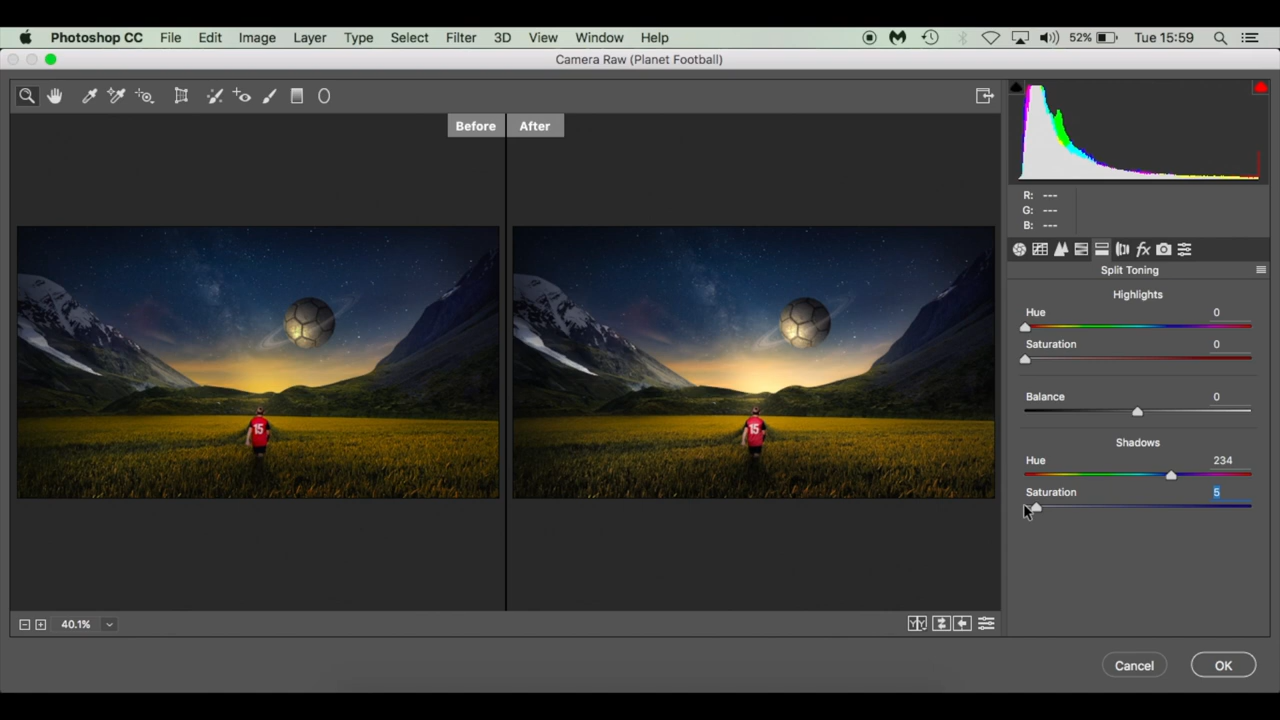 Photoshop CC File Edit Image Layer Type Select Filter 3D View Window Help 52% Tue 15:59
Camera Raw (Planet Football)
Before After
R: ---
G: ---
B: ---
fx
Split Toning
Highlights
Hue 0
Saturation 0
Balance 0
Shadows
Hue 234
Saturation 5
15
15
40.1%
Y Y
Cancel OK